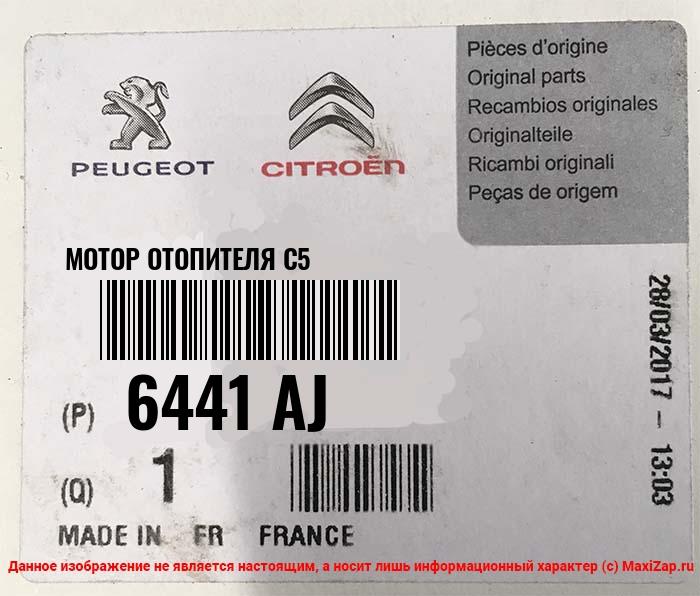 PEUGEOT
CITROËN
Pièces d'origine
Original parts
Recambios originales
Originalteile
Ricambi originali
Peças de origem
МОТОР ОТОПИТЕЛЯ C5
(P) 6441 AJ
(Q) 1
MADE IN FR FRANCE
28/03/2017 - 13:03
Данное изображение не является настоящим, а носит лишь информационный характер (c) MaxiZap.ru